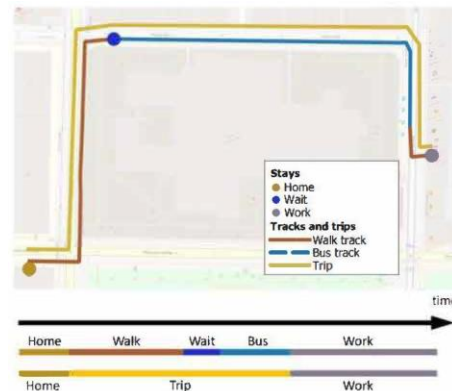 Stays
Home
Wait
Work
Tracks and trips
Walk track
Bus track
Trip
time
Home Walk Wait Bus Work
Home Trip Work